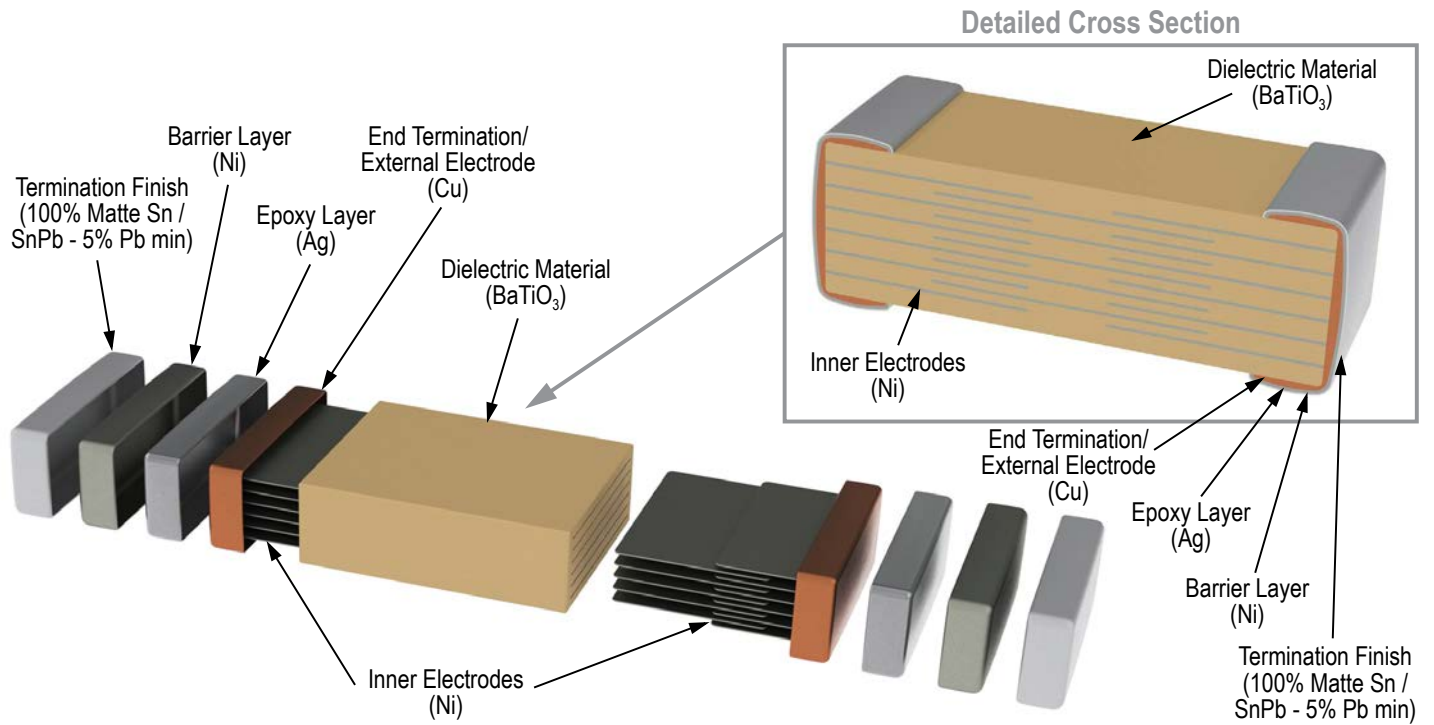 Detailed Cross Section
Dielectric Material
(BaTiO₃)
Inner Electrodes
(Ni)
End Termination/
External Electrode
(Cu)
Epoxy Layer
(Ag)
Barrier Layer
(Ni)
Termination Finish
(100% Matte Sn /
SnPb - 5% Pb min)
Barrier Layer
(Ni)
End Termination/
External Electrode
(Cu)
Termination Finish
(100% Matte Sn /
SnPb - 5% Pb min)
Epoxy Layer
(Ag)
Dielectric Material
(BaTiO₃)
Inner Electrodes
(Ni)